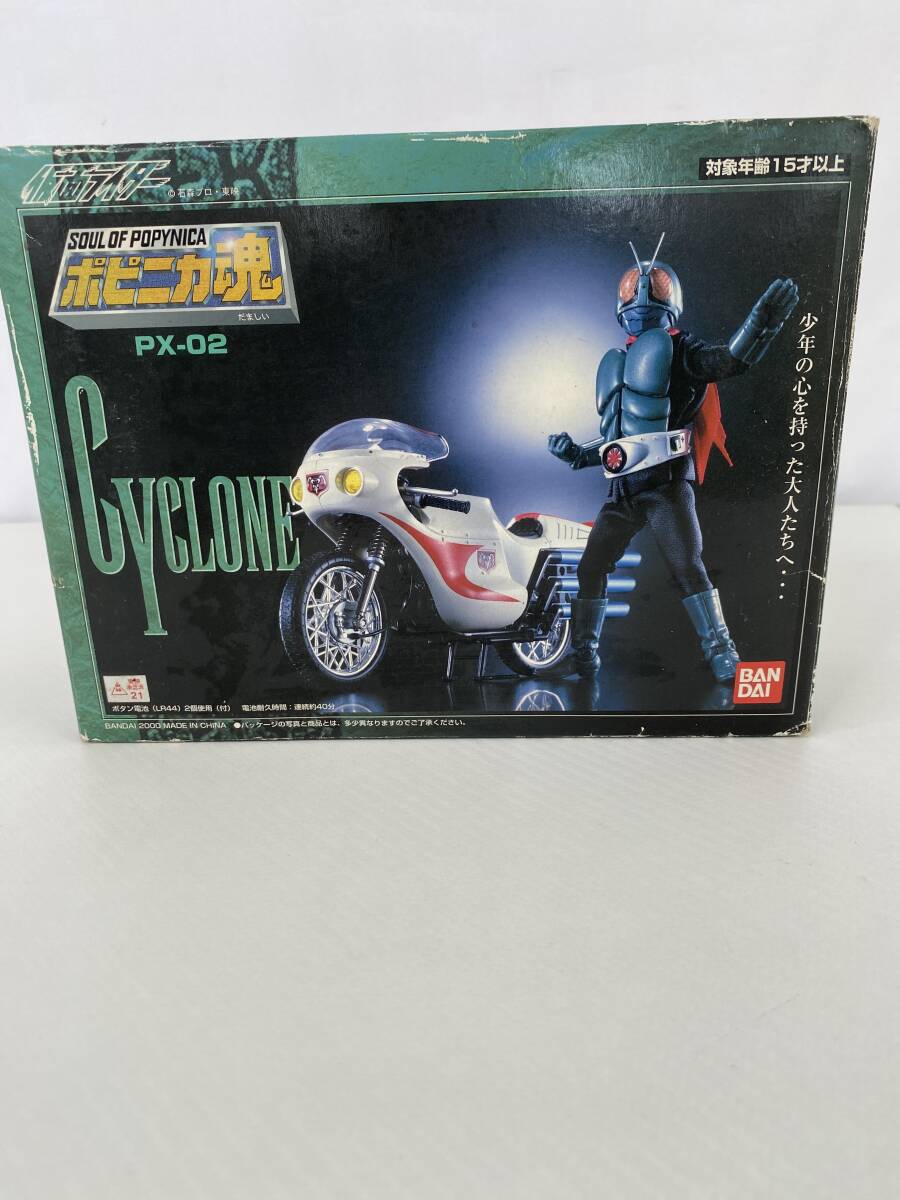 仮面ライダー
©石森プロ・東映
対象年齢15才以上
SOUL OF POPYNICA
ポピニカ魂
だましい
PX-02
CYCLONE
少年の心を持った大人たちへ・・・
BAN
DAI
21
ボタン電池（LR44）2個使用（付） 電池耐久時間：連続約40分
BANDAI 2000 MADE IN CHINA ●パッケージの写真と商品とは、多少異なりますのでご了承ください。